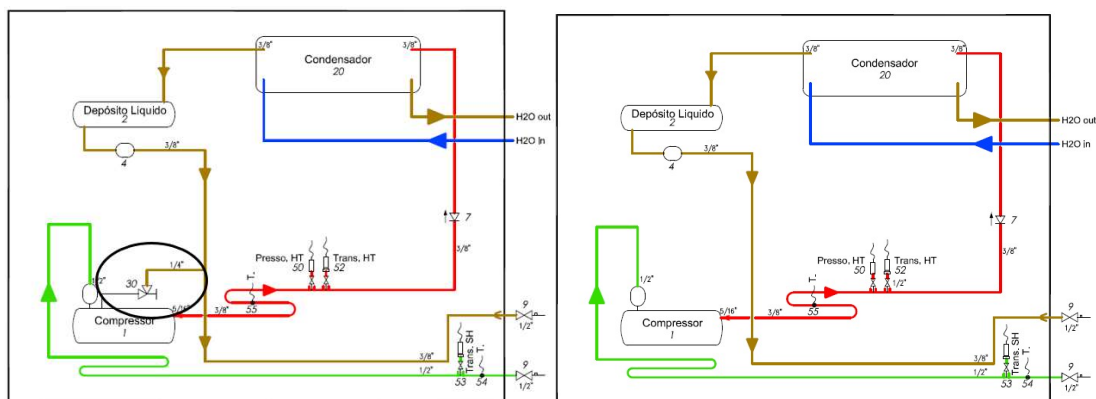 3/8"
3/8"
Condensador
20
Depósito Liquido
2
H2O out
H2O In
3/8"
4
7
3/8"
Presso, HT
50
Trans, HT
52
T.
55
1/4"
30
1/2"
5/16"
3/8"
Compressor
1
9
1/2"
3/8"
Trans. SH
T.
1/2"
53
54
9
1/2"
3/8"
3/8"
Condensador
20
Depósito Liquido
2
H2O out
H2O in
3/8"
4
7
3/8"
Presso, HT
50
Trans, HT
52
1/2"
T.
55
1/2"
5/16"
3/8"
Compressor
1
9
1/2"
3/8"
Trans. SH
T.
1/2"
53
54
9
1/2"